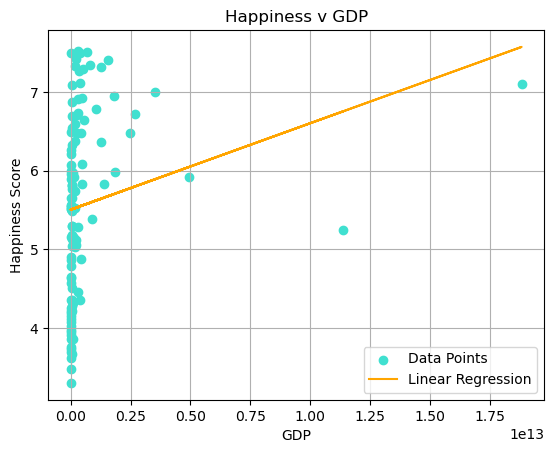 Happiness v GDP
Happiness Score
7
6
5
4
0.00
0.25
0.50
0.75
1.00
1.25
1.50
1.75
1e13
GDP
Data Points
Linear Regression